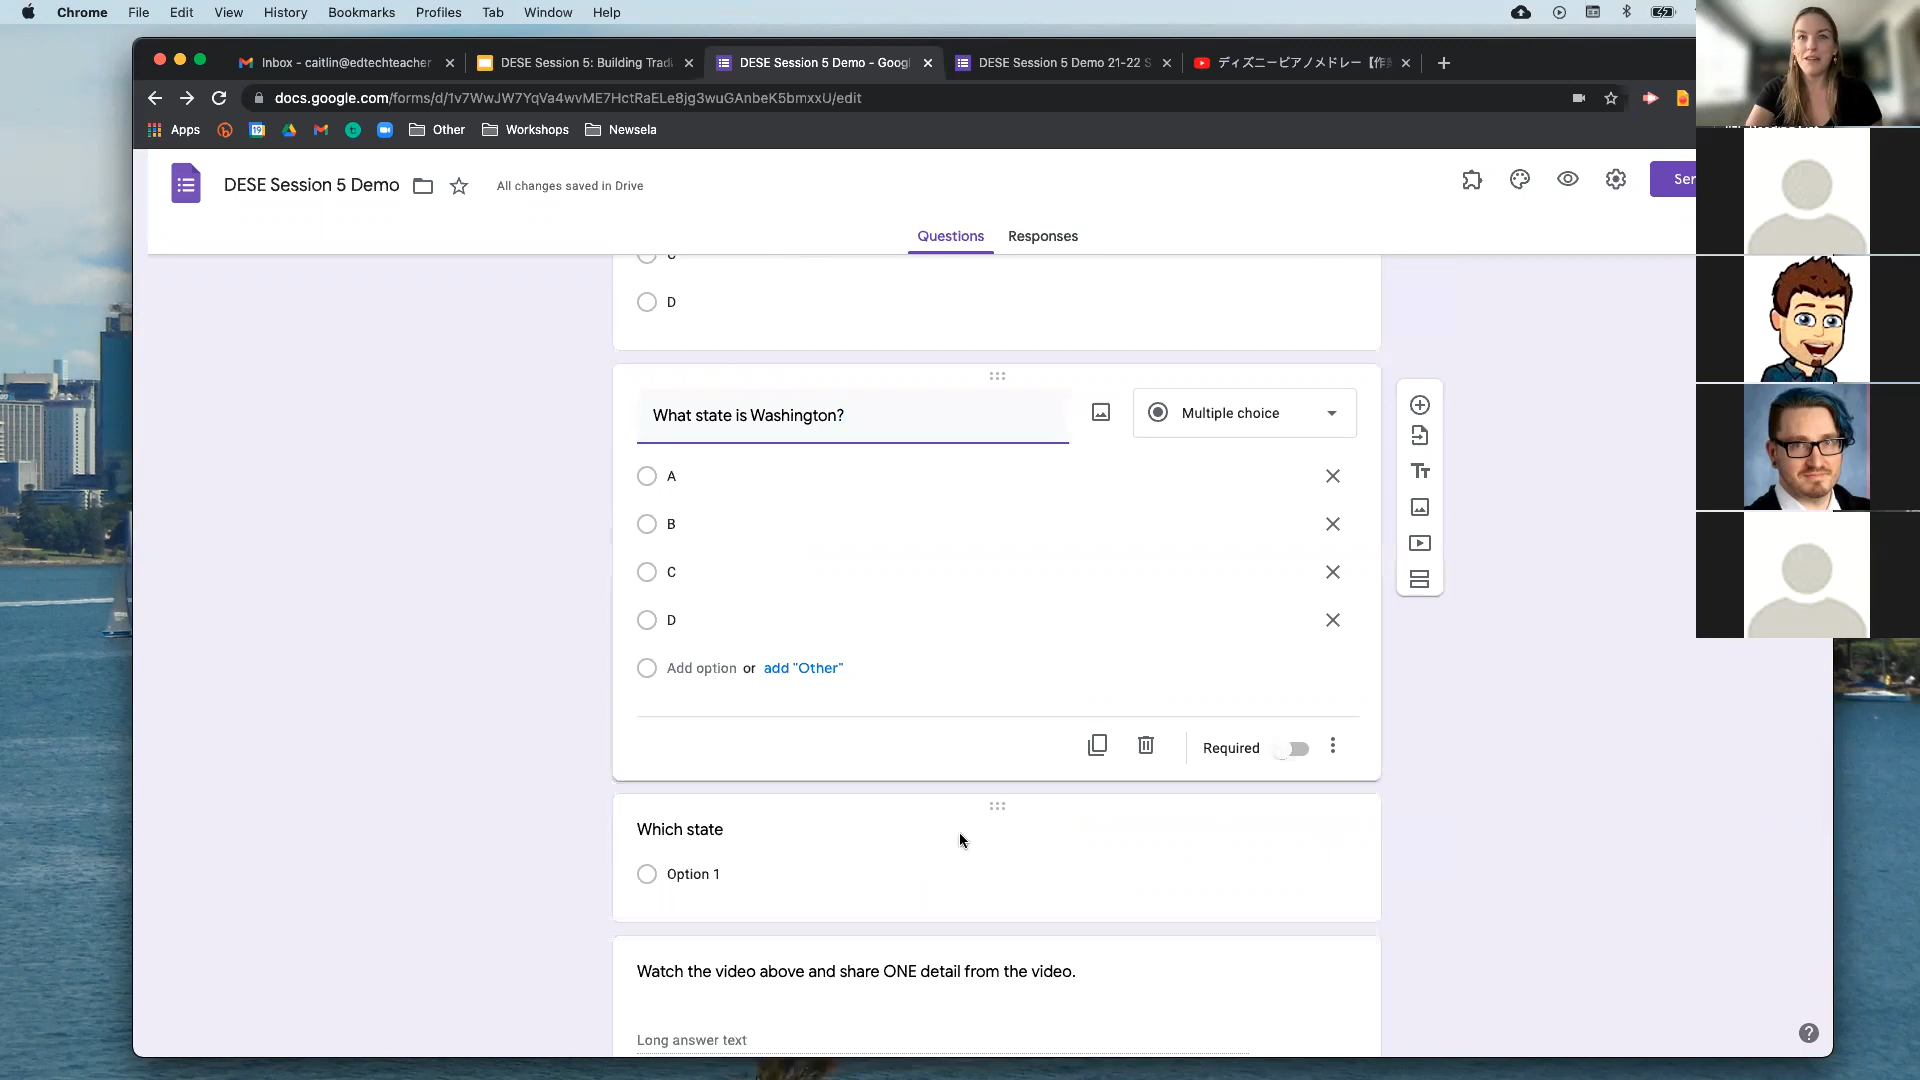 Chrome File Edit View History Bookmarks Profiles Tab Window Help
Inbox - caitlin@edtechteacher
DESE Session 5: Building Tradi
DESE Session 5 Demo - Googl
DESE Session 5 Demo 21-22 S
ディズニーピアノメドレー【作
docs.google.com/forms/d/1v7WwJW7YqVa4wvME7HctRaELe8jg3wuGAnbeK5bmxxU/edit
Apps 19 Other Workshops Newsela
DESE Session 5 Demo
All changes saved in Drive
Ser
Questions Responses
C
D
What state is Washington?
Multiple choice
A
B
C
D
Add option or add "Other"
Required
Which state
Option 1
Watch the video above and share ONE detail from the video.
Long answer text